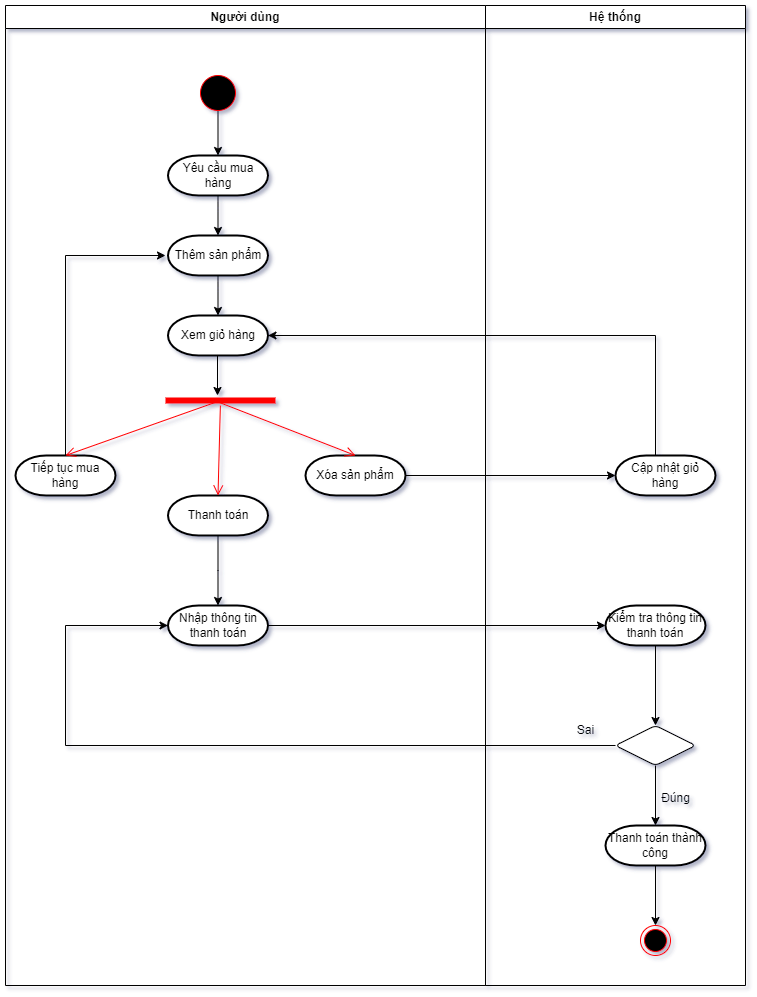 Người dùng
Hệ thống
Yêu cầu mua
hàng
Thêm sản phẩm
Xem giỏ hàng
Tiếp tục mua
hàng
Xóa sản phẩm
Cập nhật giỏ
hàng
Thanh toán
Nhập thông tin
thanh toán
Kiểm tra thông tin
thanh toán
Sai
Đúng
Thanh toán thành
công